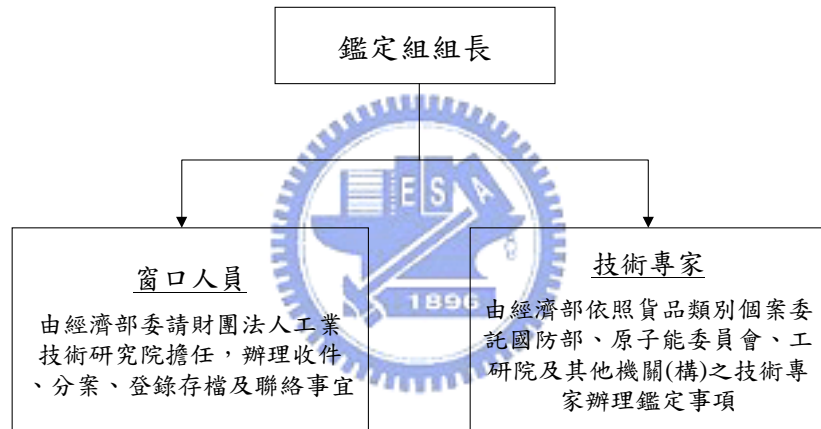 鑑定組組長
E S A
1896
窗口人員
由經濟部委請財團法人工業
技術研究院擔任，辦理收件
、分案、登錄存檔及聯絡事宜
技術專家
由經濟部依照貨品類別個案委
託國防部、原子能委員會、工
研院及其他機關(構)之技術專
家辦理鑑定事項